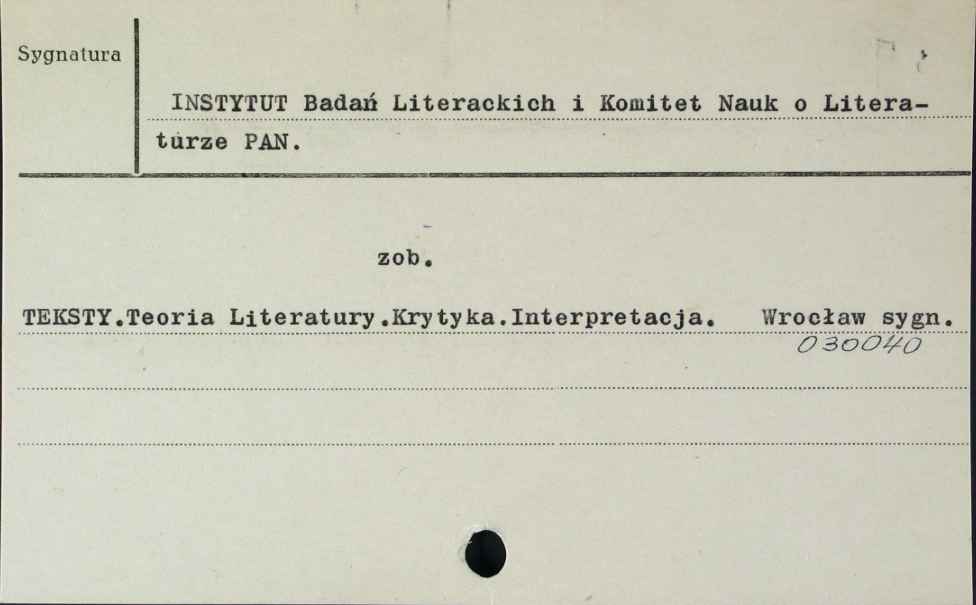 Sygnatura
INSTYTUT Badań Literackich i Komitet Nauk o Litera-
turze PAN.
zob.
TEKSTY.Teoria Literatury.Krytyka.Interpretacja. Wrocław sygn.
030040